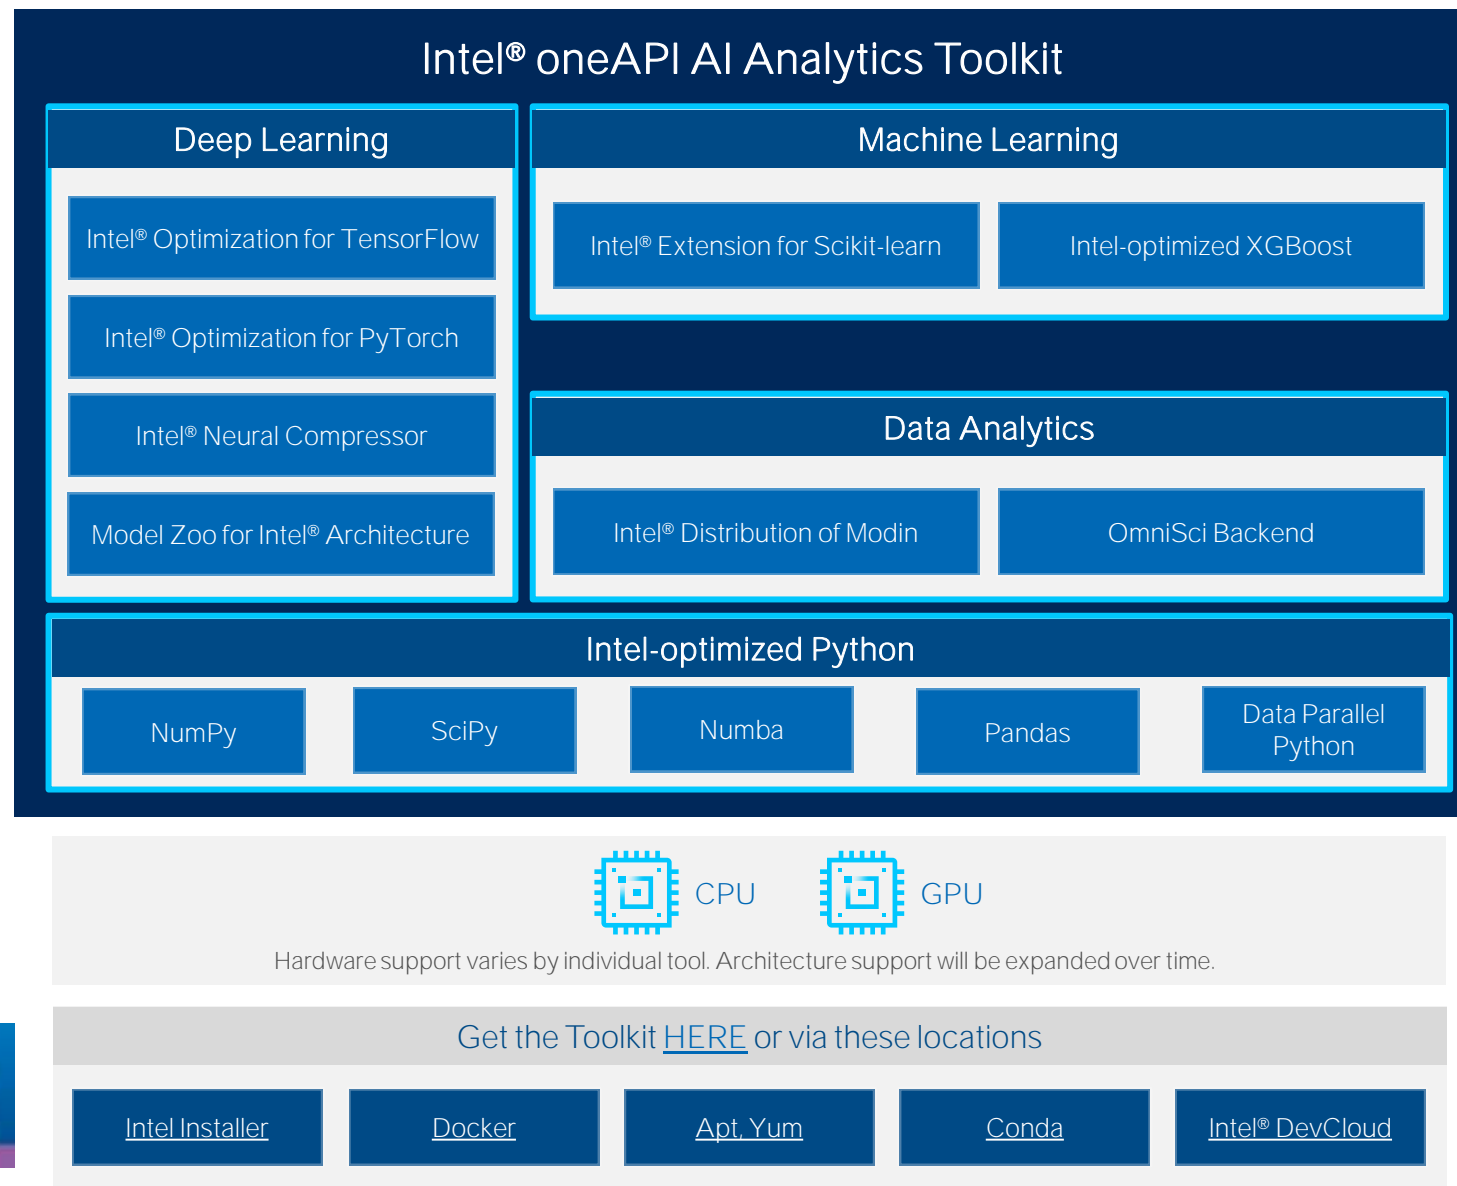 Intel® oneAPI AI Analytics Toolkit
Deep Learning
Intel® Optimization for TensorFlow
Intel® Optimization for PyTorch
Intel® Neural Compressor
Model Zoo for Intel® Architecture
Machine Learning
Intel® Extension for Scikit-learn
Intel-optimized XGBoost
Data Analytics
Intel® Distribution of Modin
OmniSci Backend
Intel-optimized Python
NumPy
SciPy
Numba
Pandas
Data Parallel
Python
CPU
GPU
Hardware support varies by individual tool. Architecture support will be expanded over time.
Get the Toolkit HERE or via these locations
Intel Installer
Docker
Apt, Yum
Conda
Intel® DevCloud